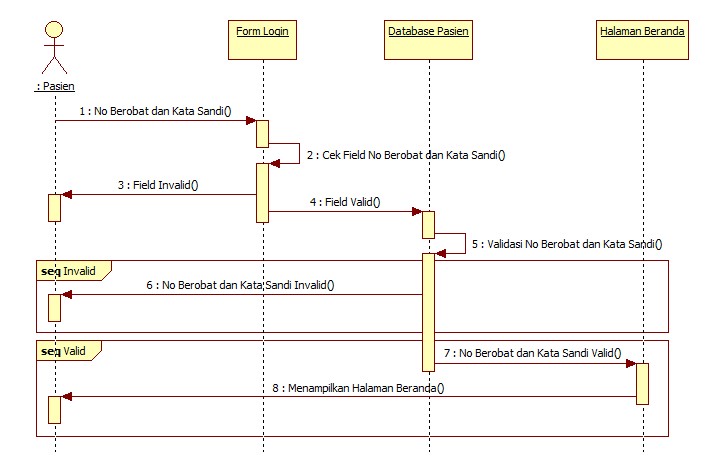 Form Login
Database Pasien
Halaman Beranda
: Pasien
1 : No Berobat dan Kata Sandi()
2 : Cek Field No Berobat dan Kata Sandi()
3 : Field Invalid()
4 : Field Valid()
5 : Validasi No Berobat dan Kata Sandi()
seq Invalid
6 : No Berobat dan Kata Sandi Invalid()
seq Valid
7 : No Berobat dan Kata Sandi Valid()
8 : Menampilkan Halaman Beranda()